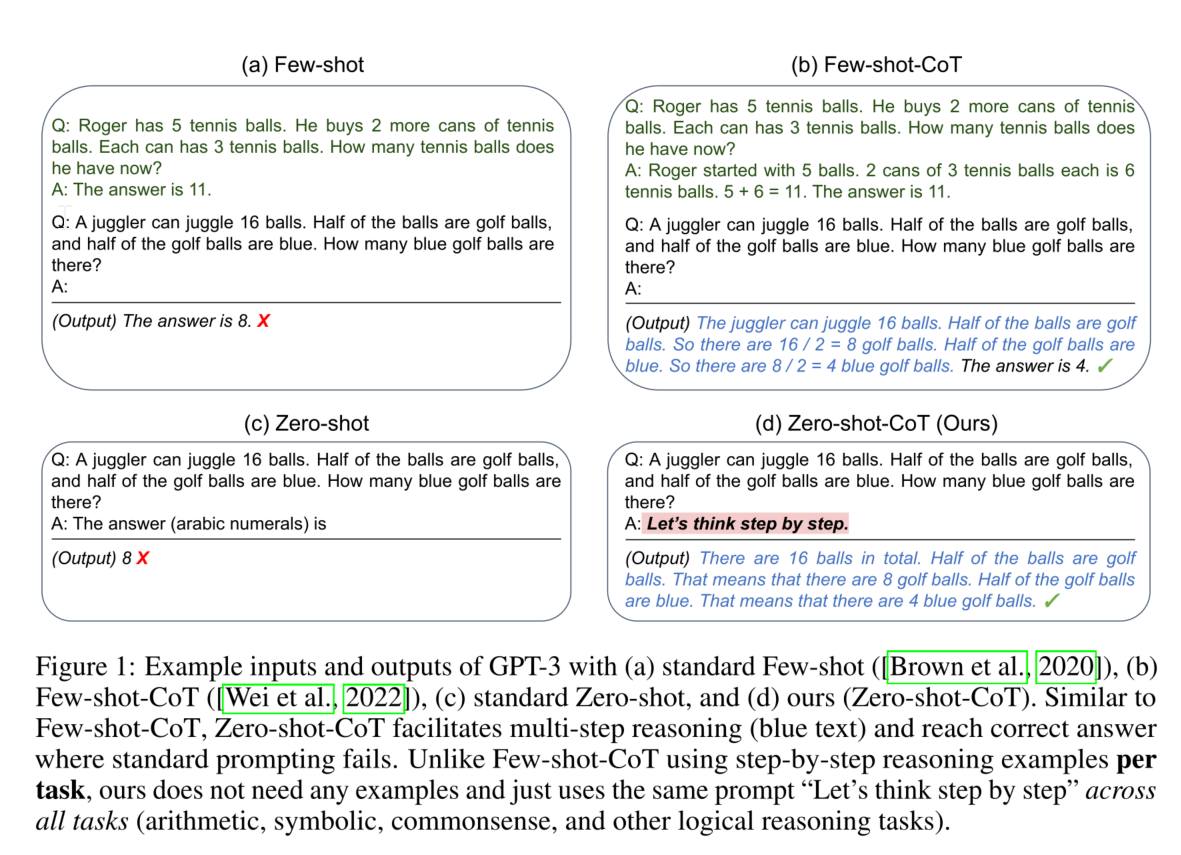 (a) Few-shot
Q: Roger has 5 tennis balls. He buys 2 more cans of tennis
balls. Each can has 3 tennis balls. How many tennis balls does
he have now?
A: The answer is 11.
Q: A juggler can juggle 16 balls. Half of the balls are golf balls,
and half of the golf balls are blue. How many blue golf balls are
there?
A:
(Output) The answer is 8. X
(b) Few-shot-CoT
Q: Roger has 5 tennis balls. He buys 2 more cans of tennis
balls. Each can has 3 tennis balls. How many tennis balls does
he have now?
A: Roger started with 5 balls. 2 cans of 3 tennis balls each is 6
tennis balls. 5 + 6 = 11. The answer is 11.
Q: A juggler can juggle 16 balls. Half of the balls are golf balls,
and half of the golf balls are blue. How many blue golf balls are
there?
A:
(Output) The juggler can juggle 16 balls. Half of the balls are golf
balls. So there are 16 / 2 = 8 golf balls. Half of the golf balls are
blue. So there are 8 / 2 = 4 blue golf balls. The answer is 4. ✓
(c) Zero-shot
Q: A juggler can juggle 16 balls. Half of the balls are golf balls,
and half of the golf balls are blue. How many blue golf balls are
there?
A: The answer (arabic numerals) is
(Output) 8 X
(d) Zero-shot-CoT (Ours)
Q: A juggler can juggle 16 balls. Half of the balls are golf balls,
and half of the golf balls are blue. How many blue golf balls are
there?
A: Let's think step by step.
(Output) There are 16 balls in total. Half of the balls are golf
balls. That means that there are 8 golf balls. Half of the golf balls
are blue. That means that there are 4 blue golf balls. ✓
Figure 1: Example inputs and outputs of GPT-3 with (a) standard Few-shot ([Brown et al., 2020]), (b)
Few-shot-CoT ([Wei et al., 2022]), (c) standard Zero-shot, and (d) ours (Zero-shot-CoT). Similar to
Few-shot-CoT, Zero-shot-CoT facilitates multi-step reasoning (blue text) and reach correct answer
where standard prompting fails. Unlike Few-shot-CoT using step-by-step reasoning examples per
task, ours does not need any examples and just uses the same prompt “Let's think step by step” across
all tasks (arithmetic, symbolic, commonsense, and other logical reasoning tasks).